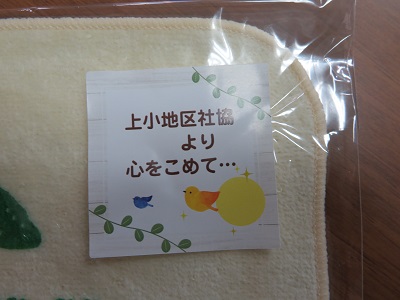 上小地区社協
より
心をこめて…